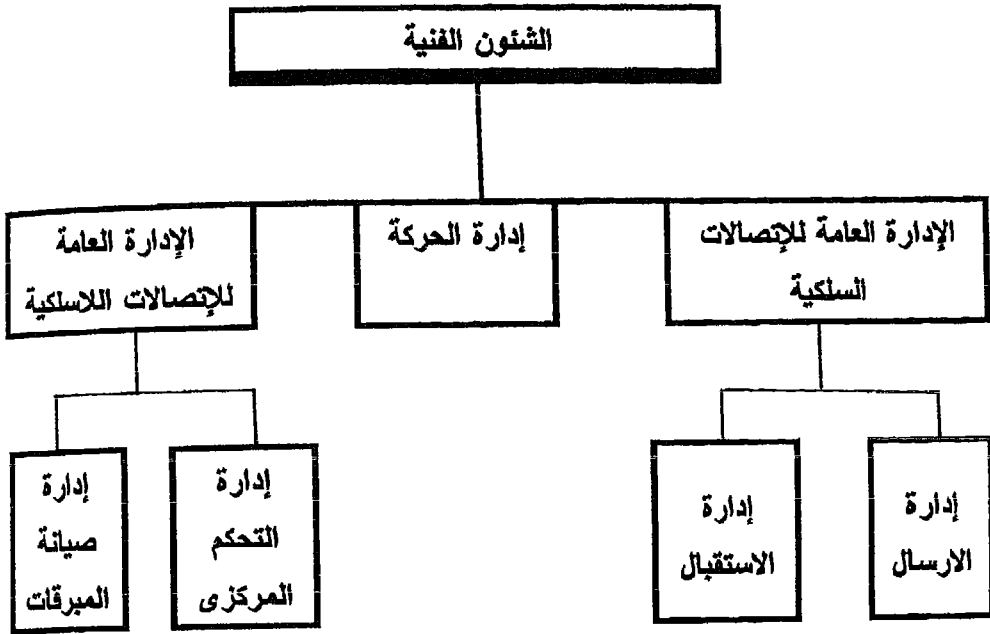 الشئون الفنية
الإدارة العامة للإتصالات
السلكية
إدارة الحركة
الإدارة العامة
للإتصالات اللاسلكية
إدارة
الارسال
إدارة
الاستقبال
إدارة
التحكم
المركزى
إدارة
صيانة
المبرقات